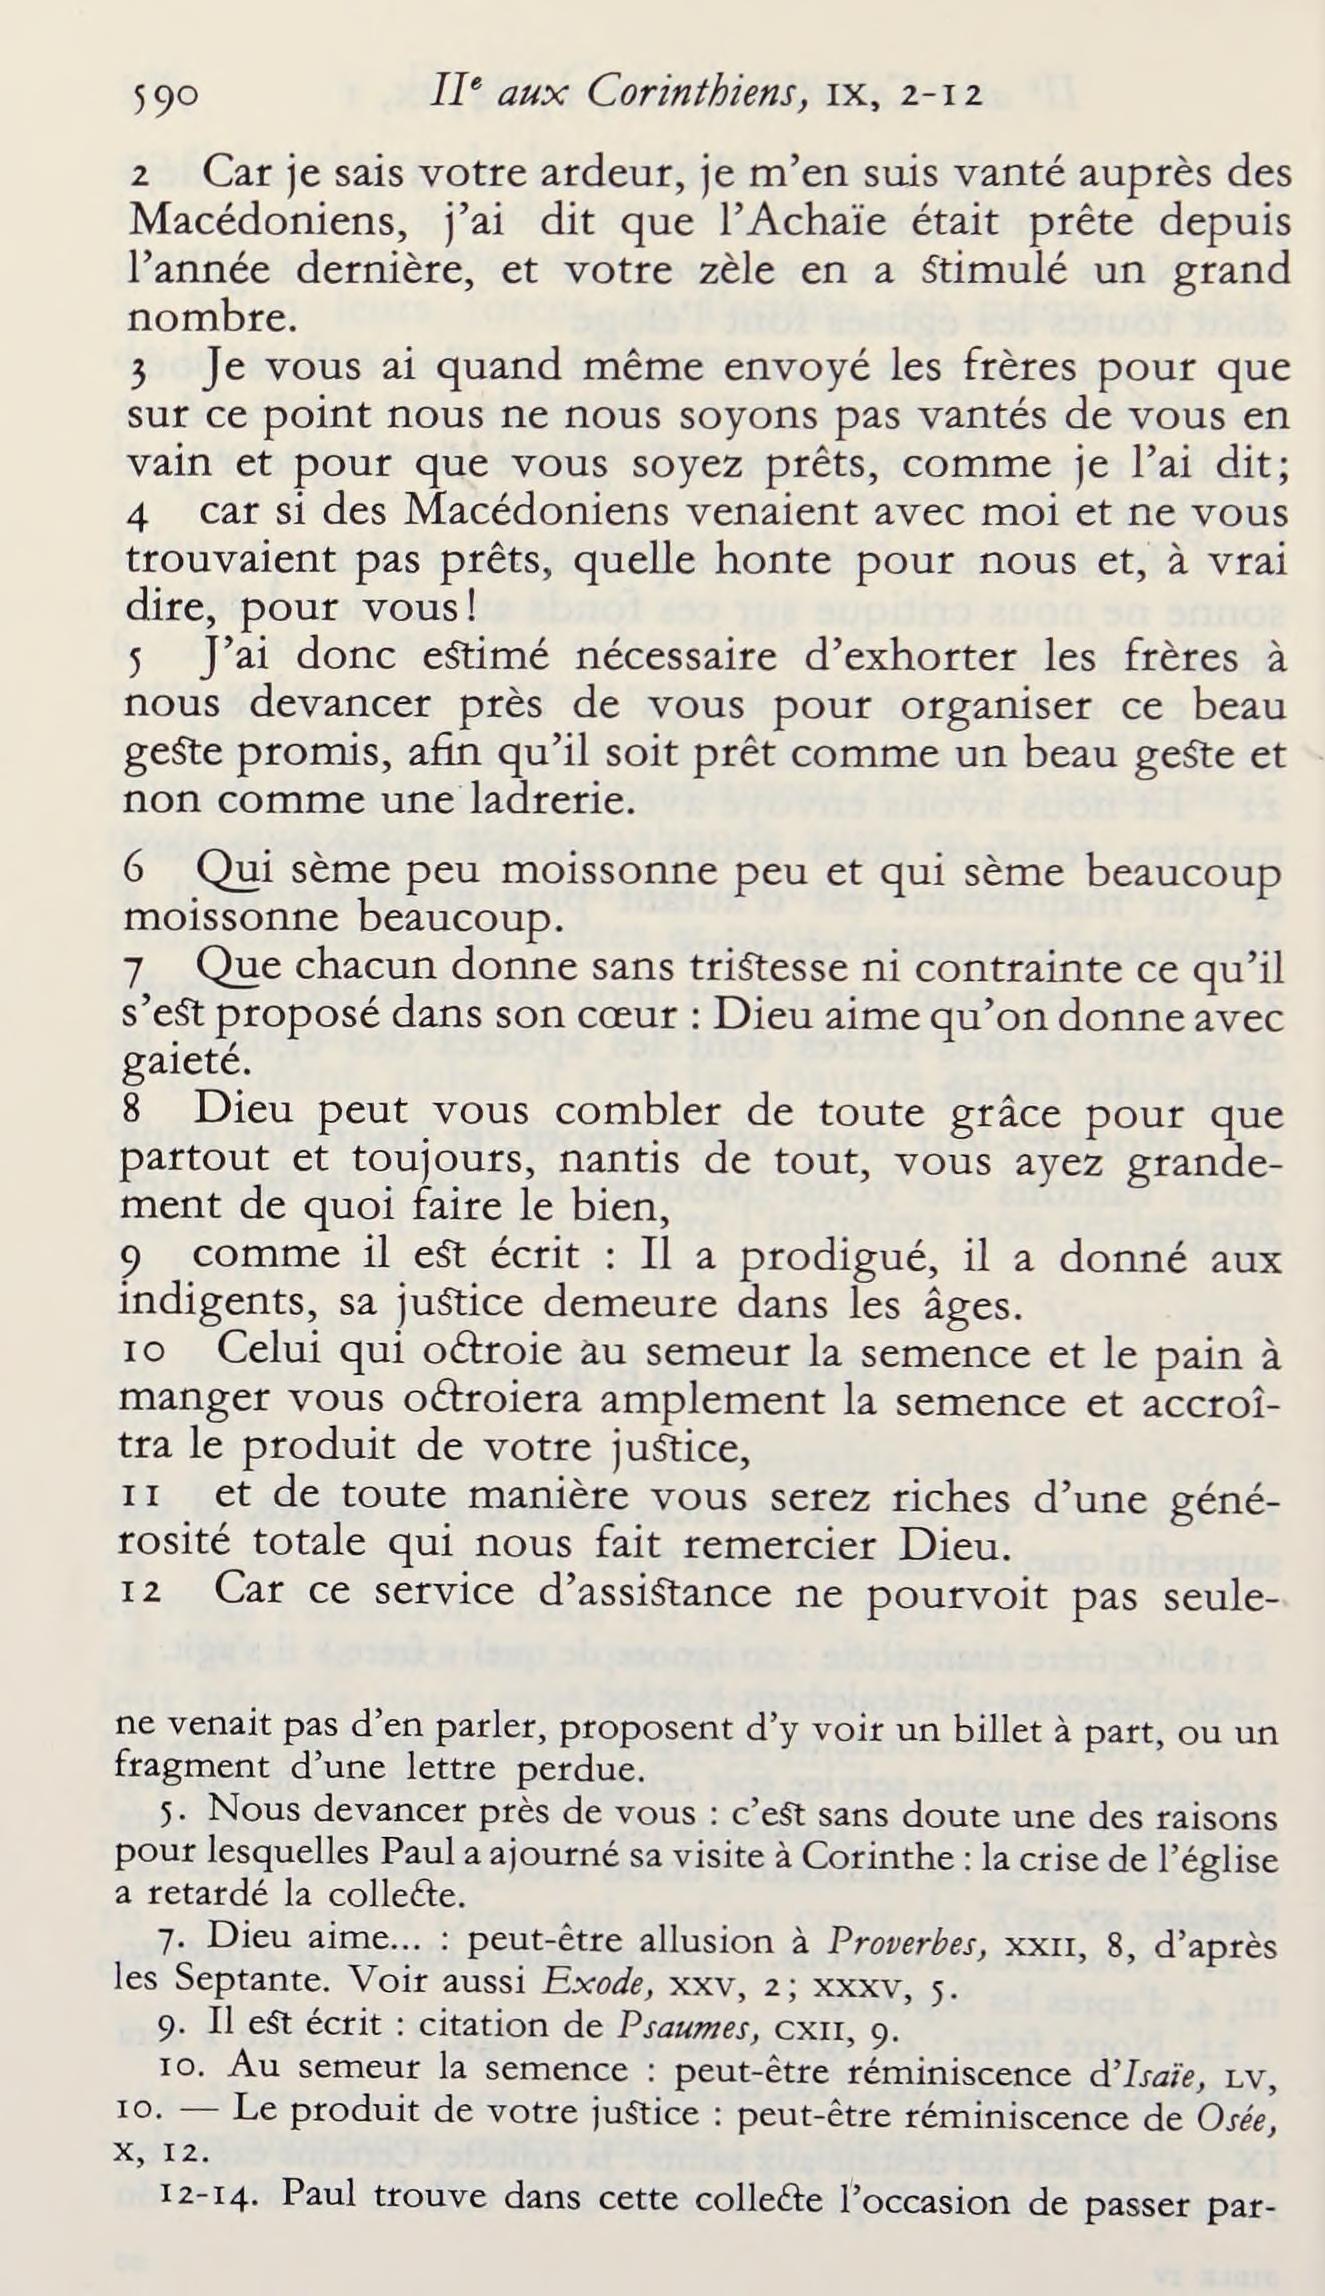 590 IIe aux Corinthiens, IX, 2-12
2 Car je sais votre ardeur, je m'en suis vanté auprès des
Macédoniens, j'ai dit que l'Achaïe était prête depuis
l'année dernière, et votre zèle en a stimulé un grand
nombre.
3 Je vous ai quand même envoyé les frères pour que
sur ce point nous ne nous soyons pas vantés de vous en
vain et pour que vous soyez prêts, comme je l'ai dit;
4 car si des Macédoniens venaient avec moi et ne vous
trouvaient pas prêts, quelle honte pour nous et, à vrai
dire, pour vous!
5 J'ai donc estimé nécessaire d'exhorter les frères à
nous devancer près de vous pour organiser ce beau
geste promis, afin qu'il soit prêt comme un beau geste et
non comme une ladrerie.
6 Qui sème peu moissonne peu et qui sème beaucoup
moissonne beaucoup.
7 Que chacun donne sans tristesse ni contrainte ce qu'il
s'est proposé dans son cœur : Dieu aime qu'on donne avec
gaieté.
8 Dieu peut vous combler de toute grâce pour que
partout et toujours, nantis de tout, vous ayez grande-
ment de quoi faire le bien,
9 comme il est écrit : Il a prodigué, il a donné aux
indigents, sa justice demeure dans les âges.
10 Celui qui octroie au semeur la semence et le pain à
manger vous octroiera amplement la semence et accroî-
tra le produit de votre justice,
11 et de toute manière vous serez riches d'une géné-
rosité totale qui nous fait remercier Dieu.
12 Car ce service d'assistance ne pourvoit pas seule-
ne venait pas d'en parler, proposent d'y voir un billet à part, ou un
fragment d'une lettre perdue.
5. Nous devancer près de vous : c'est sans doute une des raisons
pour lesquelles Paul a ajourné sa visite à Corinthe : la crise de l'église
a retardé la collecte.
7. Dieu aime... : peut-être allusion à Proverbes, XXII, 8, d'après
les Septante. Voir aussi Exode, XXV, 2; XXXV, 5.
9. Il est écrit : citation de Psaumes, CXII, 9.
10. Au semeur la semence : peut-être réminiscence d'Isaïe, LV,
10. — Le produit de votre justice : peut-être réminiscence de Osée,
X, 12.
12-14. Paul trouve dans cette collecte l'occasion de passer par-